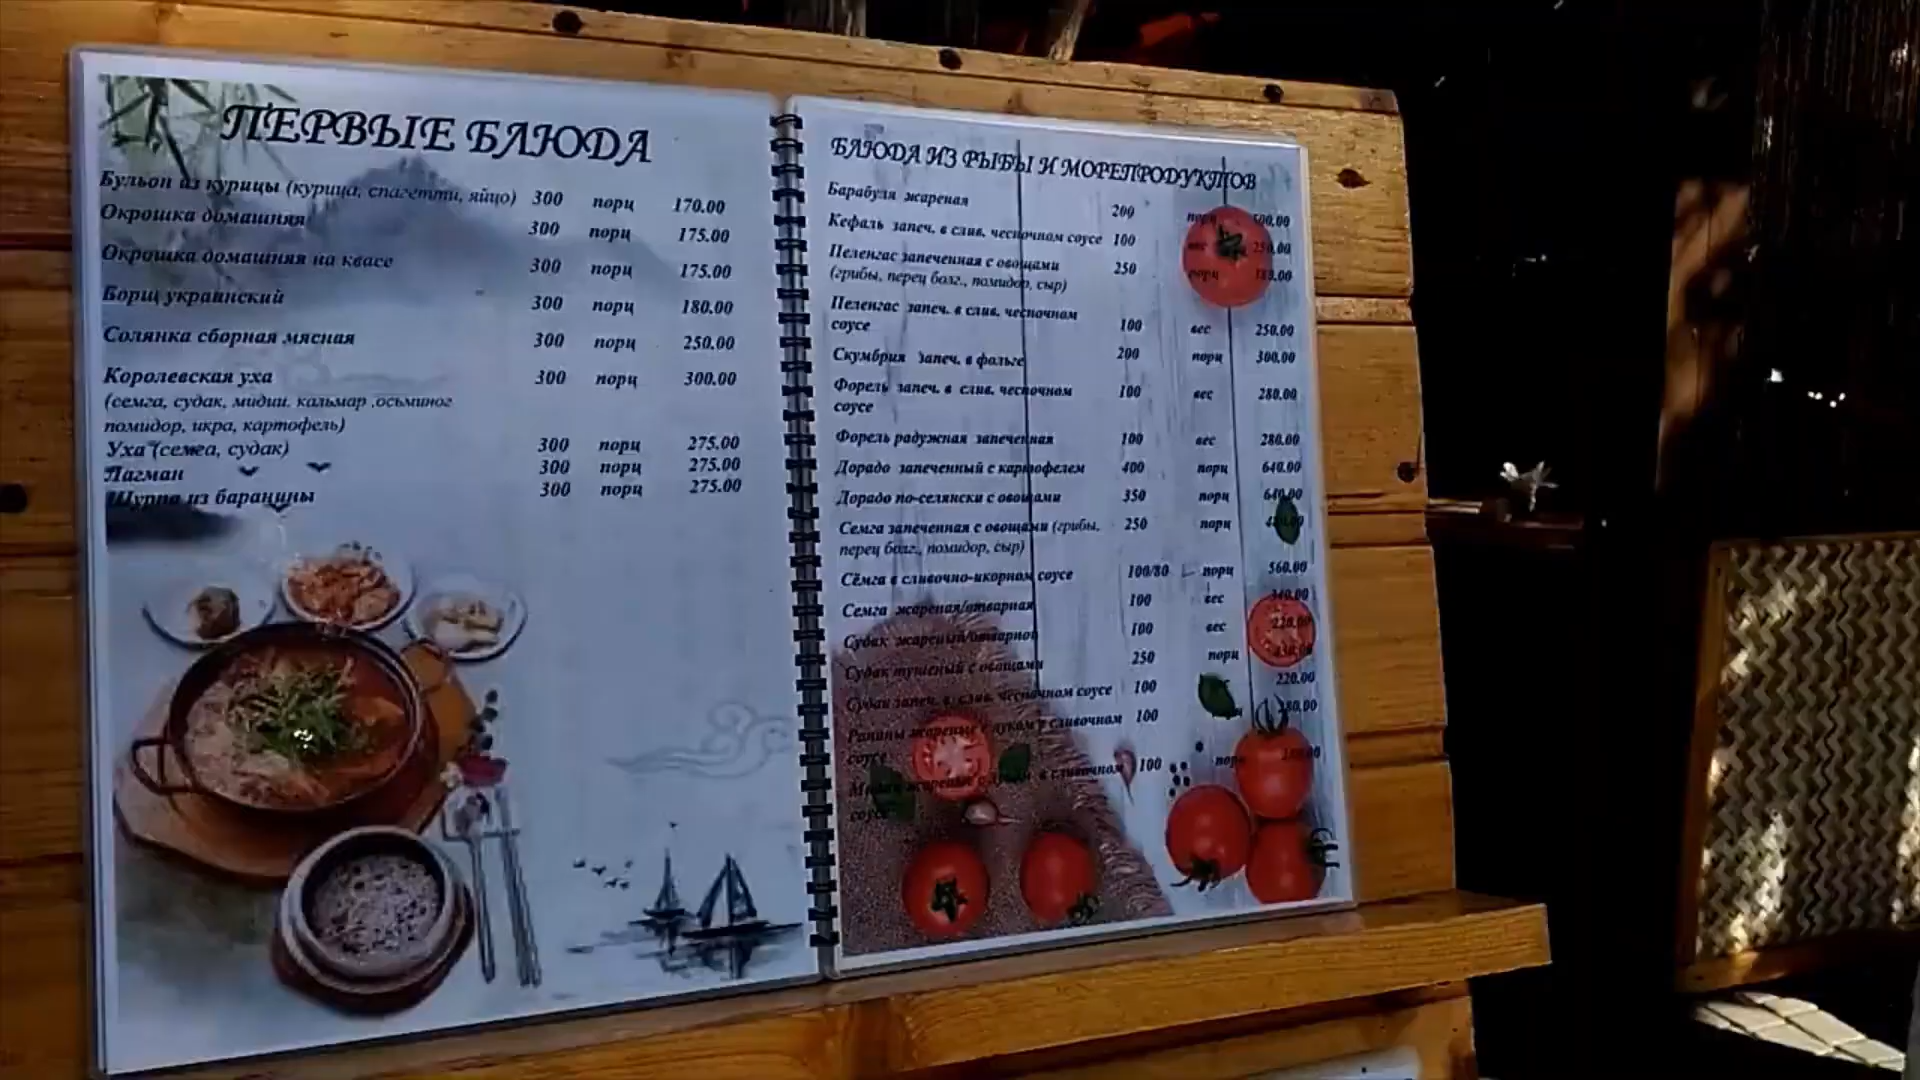 ПЕРВЫЕ БЛЮДА
Бульон из курицы (курица, спагетти, яйцо) 300 порц 170.00
Окрошка домашняя 300 порц 175.00
Окрошка домашняя на квасе 300 порц 175.00
Борщ украинский 300 порц 180.00
Солянка сборная мясная 300 порц 250.00
Королевская уха 300 порц 300.00
(семга, судак, мидии. кальмар ,осьминог
помидор, икра, картофель)
Уха (семга, судак) 300 порц 275.00
Лагман 300 порц 275.00
Шурпа из баранины 300 порц 275.00
БЛЮДА ИЗ РЫБЫ И МОРЕПРОДУКТОВ
Барабуля жареная 200 порц 500.00
Кефаль запеч. в слив. чесночном соусе 100 вес 250.00
Пеленгас запеченная с овощами 250 порц
(грибы, перец болг., помидор, сыр)
Пеленгас запеч. в слив. чесночном
соусе 100 вес 250.00
Скумбрия запеч. в фольге 200 порц 300.00
Форель запеч. в слив. чесночном 100 вес 280.00
соусе
Форель радужная запеченная 100 вес 280.00
Дорадо запеченный с картофелем 400 порц 640.00
Дорадо по-селянски с овощами 350 порц 640.00
Семга запеченная с овощами (грибы, 250 порц
перец болг., помидор, сыр)
Сёмга в сливочно-икорном соусе 100/80 порц 560.00
Семга жареная/отварная 100 вес 340.00
Судак жареный/отварной 100 вес 220.00
Судак тушеный с овощами 250 порц
Судак запеч. в слив. чесночном соусе 100 220.00
Рапаны жареные с луком в сливочном 100 порц 280.00
соусе
Мидии жареные с луком в сливочном 100 порц
соусе